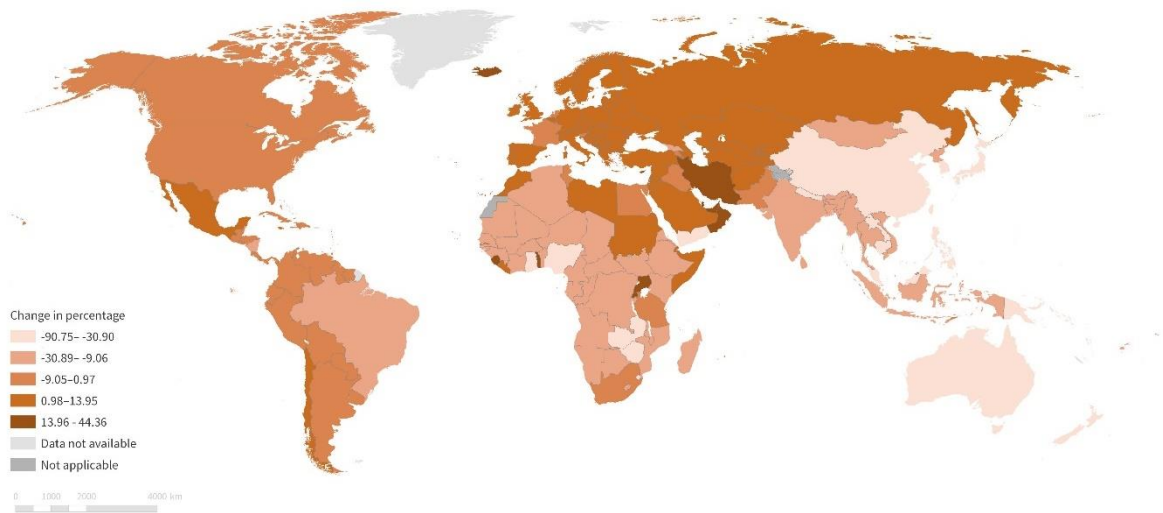 Change in percentage
-90.75– -30.90
-30.89– -9.06
-9.05–0.97
0.98–13.95
13.96 - 44.36
Data not available
Not applicable
0 1000 2000 4000 km